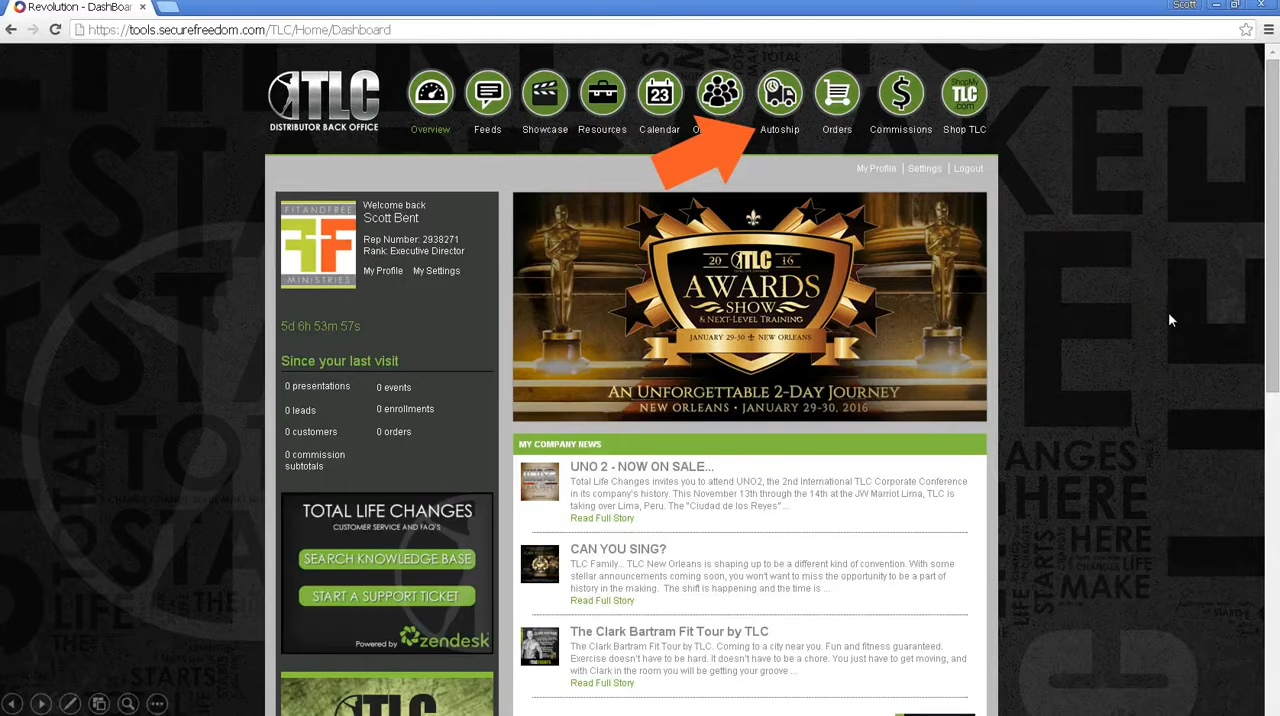 Revolution - DashBoar
Scott
https://tools.securefreedom.com/TLC/Home/Dashboard
TLC
DISTRIBUTOR BACK OFFICE
23
$
ShopMy
TLC
.com
Overview
Feeds
Showcase
Resources
Calendar
O
Autoship
Orders
Commissions
Shop TLC
My Profile | Settings | Logout
FITANDFREE
MINISTRIES
Welcome back
Scott Bent
Rep Number: 2938271
Rank: Executive Director
My Profile My Settings
5d 6h 53m 57s
Since your last visit
0 presentations 0 events
0 leads 0 enrollments
0 customers 0 orders
0 commission
subtotals
TOTAL LIFE CHANGES
CUSTOMER SERVICE AND FAQ'S
SEARCH KNOWLEDGE BASE
START A SUPPORT TICKET
Powered by zendesk
TLC
20 TLC 16
AWARDS
SHOW
& NEXT-LEVEL TRAINING
JANUARY 29-30 NEW ORLEANS
AN UNFORGETTABLE 2-DAY JOURNEY
NEW ORLEANS • JANUARY 29-30, 2016
MY COMPANY NEWS
UNO 2 - NOW ON SALE...
Total Life Changes invites you to attend UNO2, the 2nd International TLC Corporate Conference
in its company's history. This November 13th through the 14th at the JW Marriot Lima, TLC is
taking over Lima, Peru. The "Ciudad de los Reyes" ...
Read Full Story
CAN YOU SING?
TLC Family... TLC New Orleans is shaping up to be a different kind of convention. With some
stellar announcements coming soon, you won't want to miss the opportunity to be a part of
history in the making. The shift is happening and the time is ...
Read Full Story
The Clark Bartram Fit Tour by TLC
The Clark Bartram Fit Tour by TLC. Coming to a city near you. Fun and fitness guaranteed.
Exercise doesn't have to be hard. It doesn't have to be a chore. You just have to get moving, and
with Clark in the room you will be getting your groove ...
Read Full Story